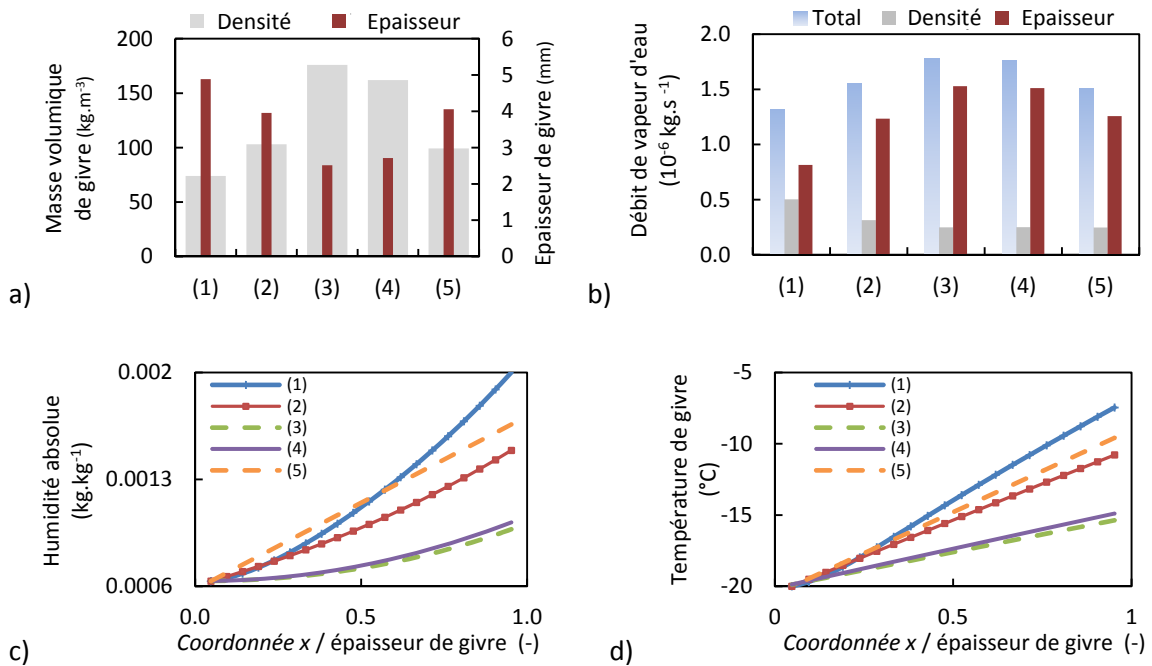 Densité Epaisseur
Masse volumique
de givre (kg.m-3)
200
150
100
50
0
6
5
4
3
2
1
0
Epaisseur de givre (mm)
(1) (2) (3) (4) (5)
a)
Total Densité Epaisseur
Débit de vapeur d'eau
(10-6 kg.s -1)
2.0
1.5
1.0
0.5
0.0
(1) (2) (3) (4) (5)
b)
Humidité absolue
(kg.kg-1)
0.002
0.0013
0.0006
(1)
(2)
(3)
(4)
(5)
0.0 0.5 1.0
Coordonnée x / épaisseur de givre (-)
c)
Température de givre
(°C)
-5
-10
-15
-20
(1)
(2)
(3)
(4)
(5)
0 0.5 1
Coordonnée x / épaisseur de givre (-)
d)